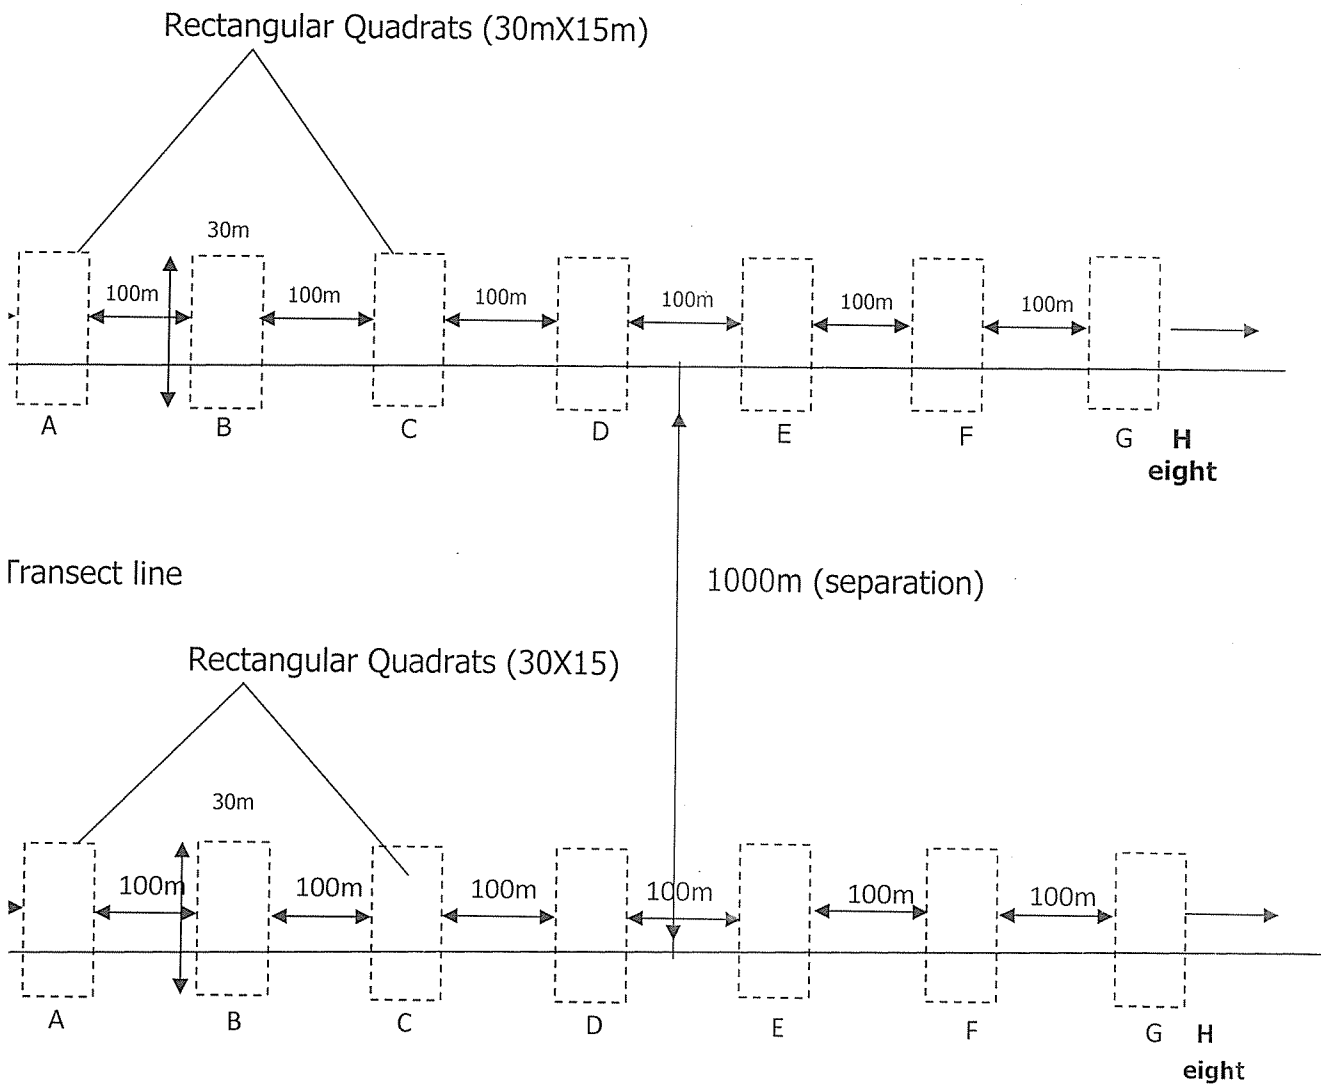 Rectangular Quadrats (30mX15m)
30m
100m 100m 100m 100m 100m 100m
A B C D E F G H
eight
Transect line
1000m (separation)
Rectangular Quadrats (30X15)
30m
100m 100m 100m 100m 100m 100m
A B C D E F G H
eight